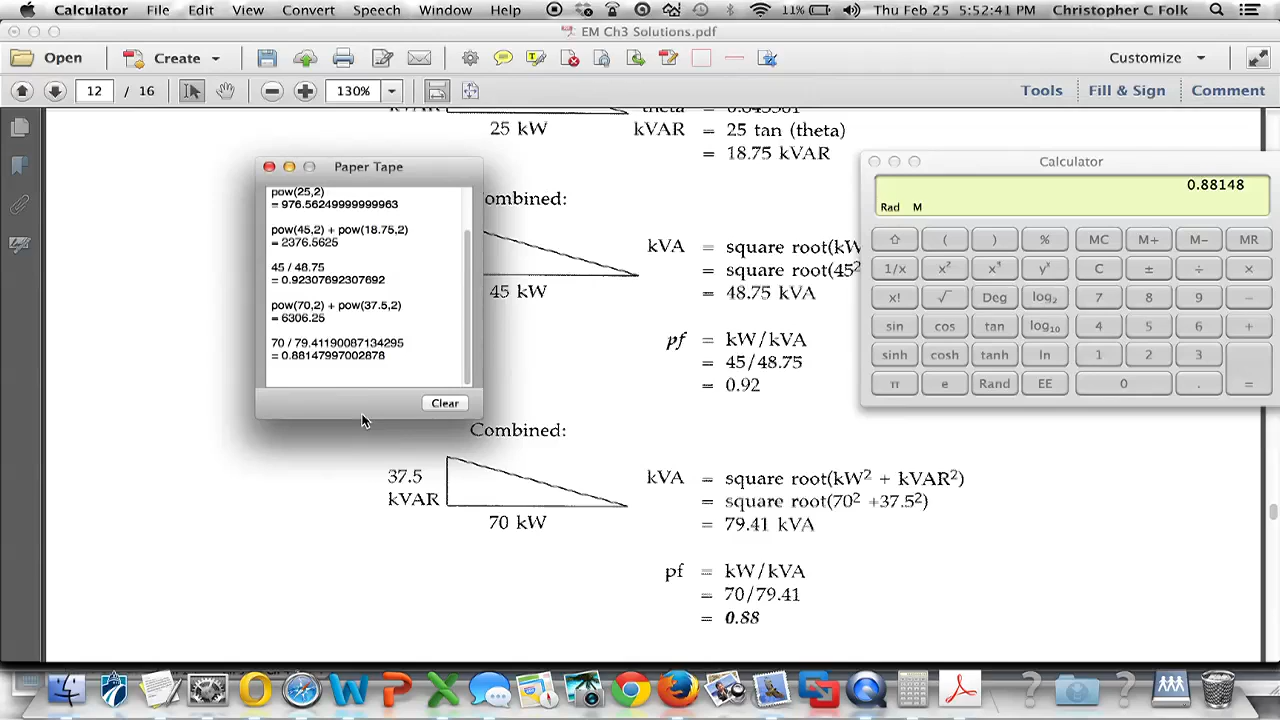 Calculator File Edit View Convert Speech Window Help 11% Thu Feb 25 5:52:41 PM Christopher C Folk
EM Ch3 Solutions.pdf
Open Create Customize
12 / 16 130% Tools Fill & Sign Comment
25 kW
kVAR = 25 tan (theta)
= 18.75 kVAR
Paper Tape
pow(25,2)
= 976.56249999999963
pow(45,2) + pow(18.75,2)
= 2376.5625
45 / 48.75
= 0.92307692307692
pow(70,2) + pow(37.5,2)
= 6306.25
70 / 79.41190087134295
= 0.88147997002878
Clear
ombined:
kVA = square root(kW
= square root(45²
= 48.75 kVA
45 kW
pf = kW/kVA
= 45/48.75
= 0.92
Calculator
0.88148
Rad M
( ) % MC M+ M− MR
1/x x² x³ yˣ C ± ÷ ×
x! √ Deg log₂ 7 8 9 −
sin cos tan log₁₀ 4 5 6 +
sinh cosh tanh ln 1 2 3 =
π e Rand EE 0 .
Combined:
37.5
kVAR
70 kW
kVA = square root(kW² + kVAR²)
= square root(70² +37.5²)
= 79.41 kVA
pf = kW/kVA
= 70/79.41
= 0.88